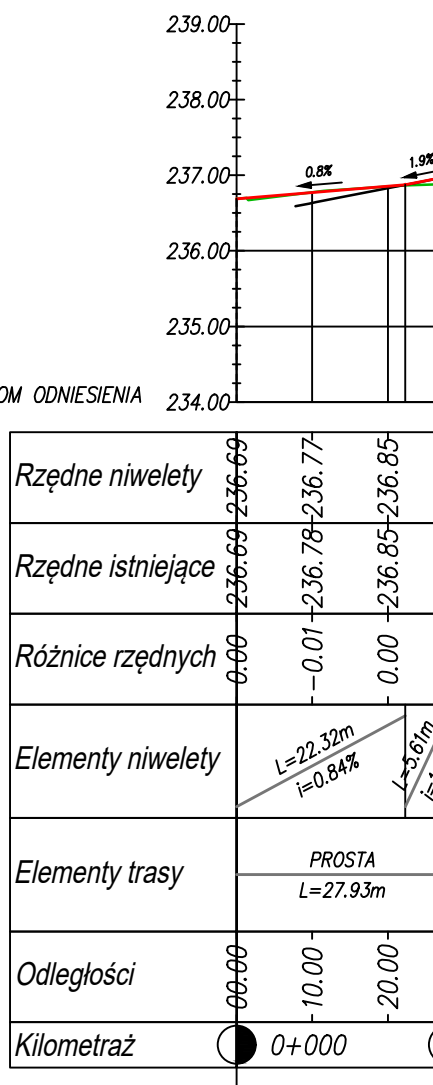 239.00
238.00
237.00
236.00
235.00
234.00
0.8%
1.9%
OM ODNIESIENIA
Rzędne niwelety 236.69 236.77 236.85
Rzędne istniejące 236.69 236.78 236.85
Różnice rzędnych 0.00 -0.01 0.00
Elementy niwelety
L=22.32m
i=0.84%
L=5.61m
Elementy trasy
PROSTA
L=27.93m
Odległości 00.00 10.00 20.00
Kilometraż 0+000